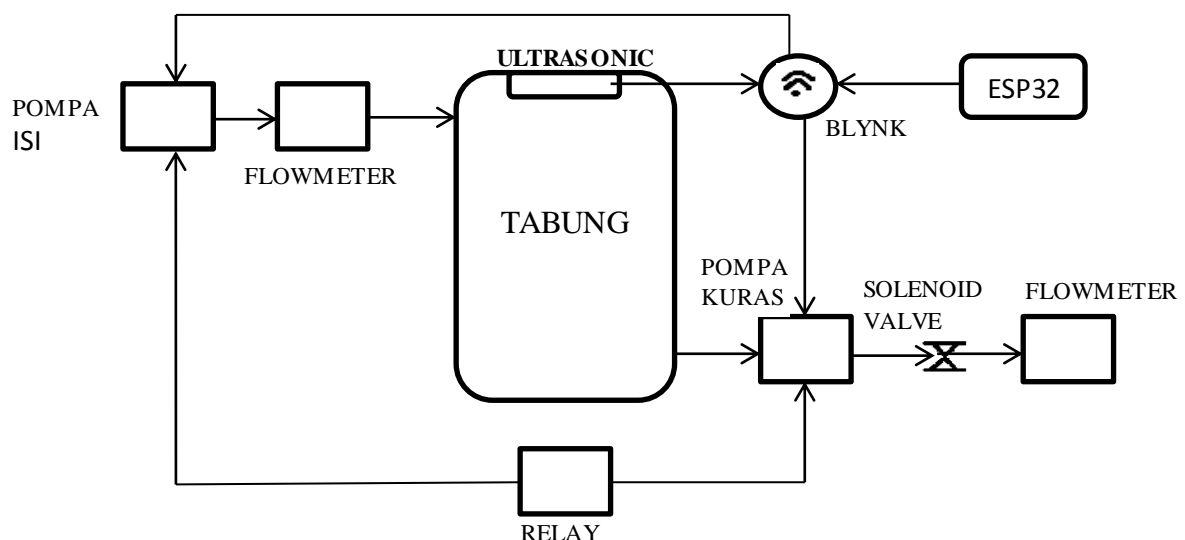 ULTRASONIC
POMPA
ISI
FLOWMETER
TABUNG
BLYNK
ESP32
POMPA
KURAS
SOLENOID
VALVE
FLOWMETER
RELAY